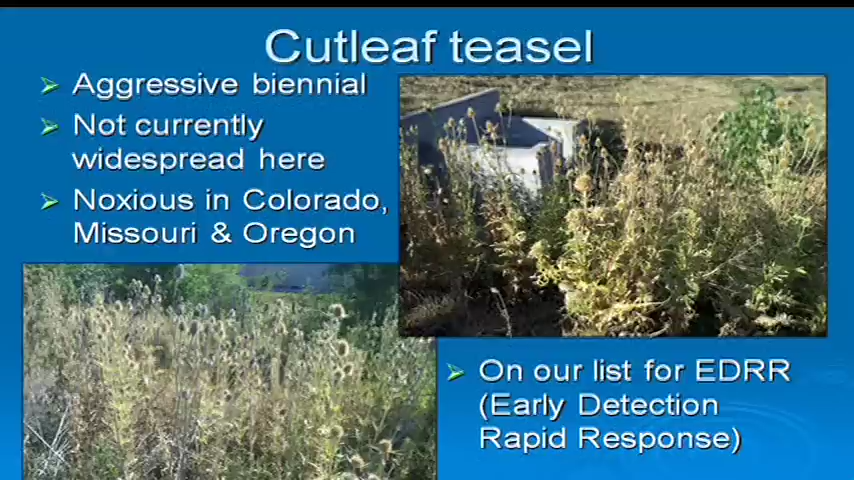 Cutleaf teasel
Aggressive biennial
Not currently
widespread here
Noxious in Colorado,
Missouri & Oregon
On our list for EDRR
(Early Detection
Rapid Response)